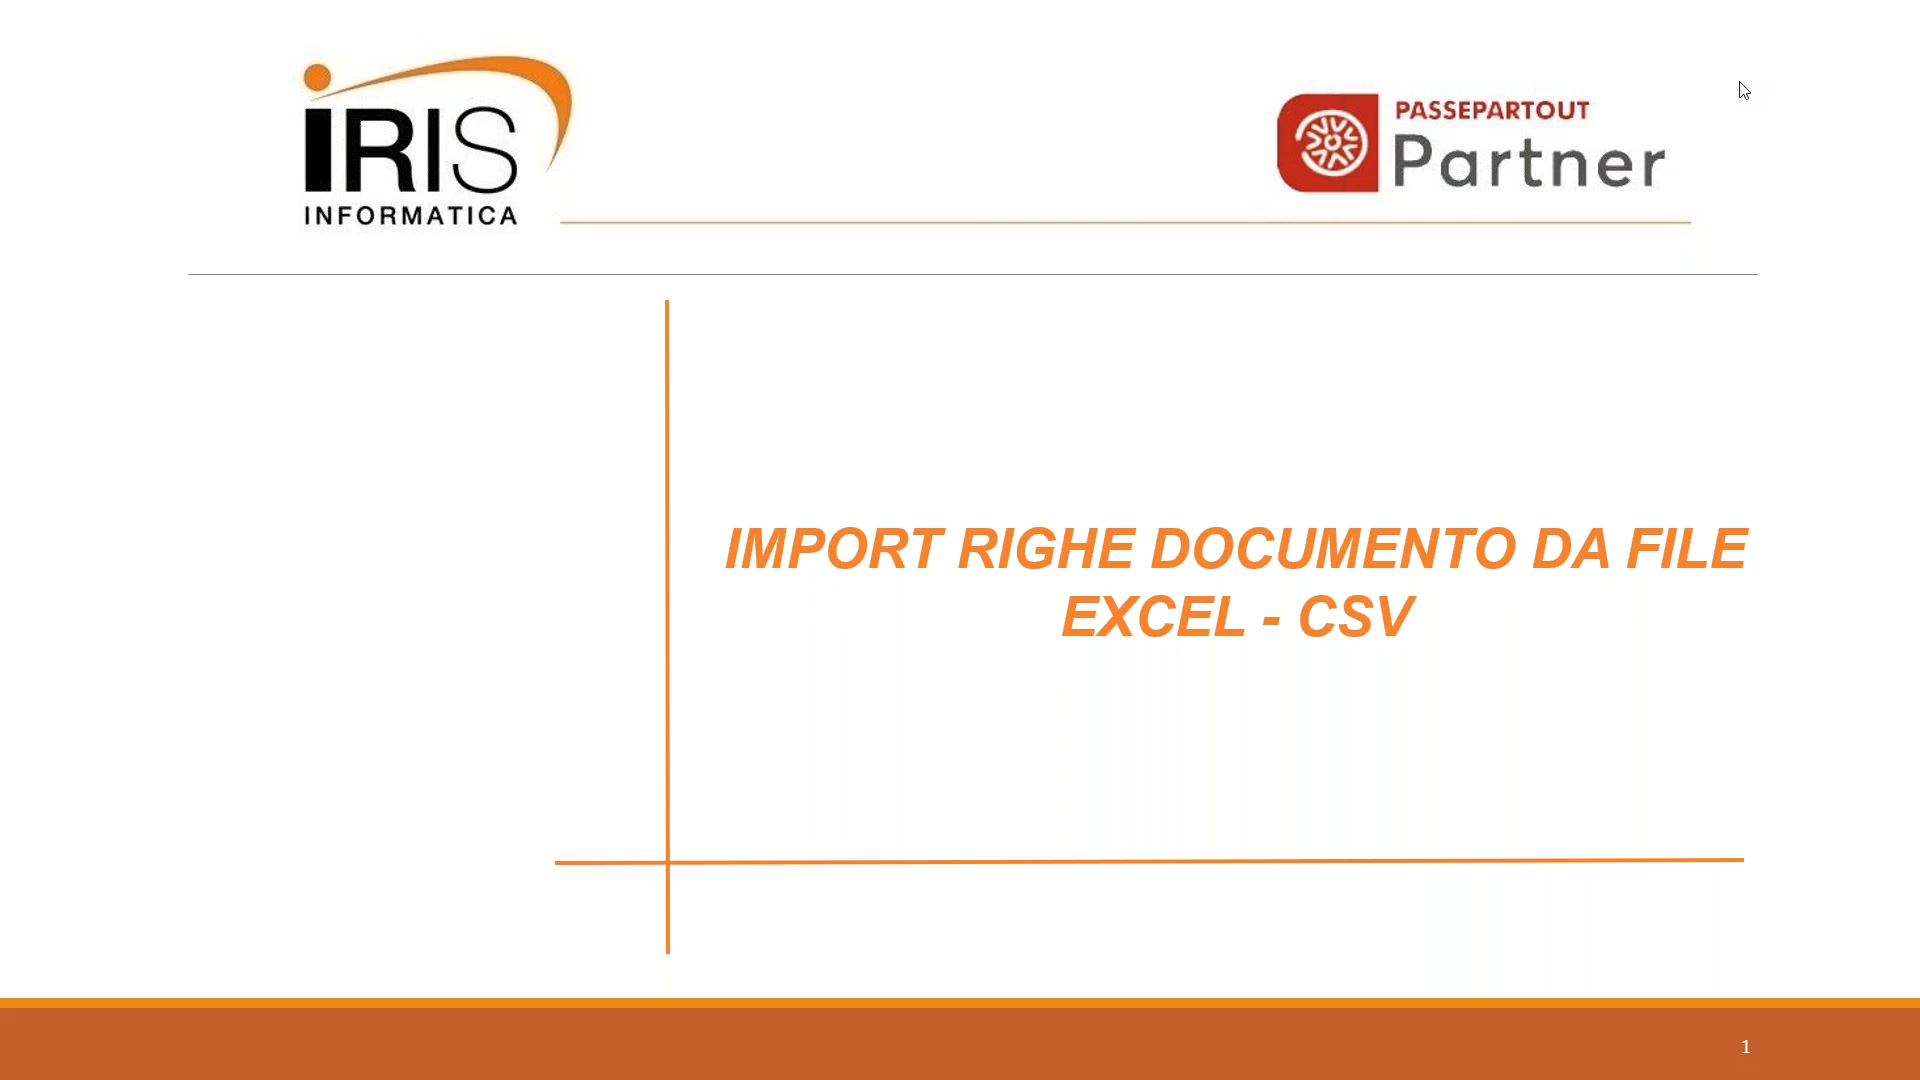 IRIS
INFORMATICA
PASSEPARTOUT
Partner
IMPORT RIGHE DOCUMENTO DA FILE
EXCEL - CSV
1